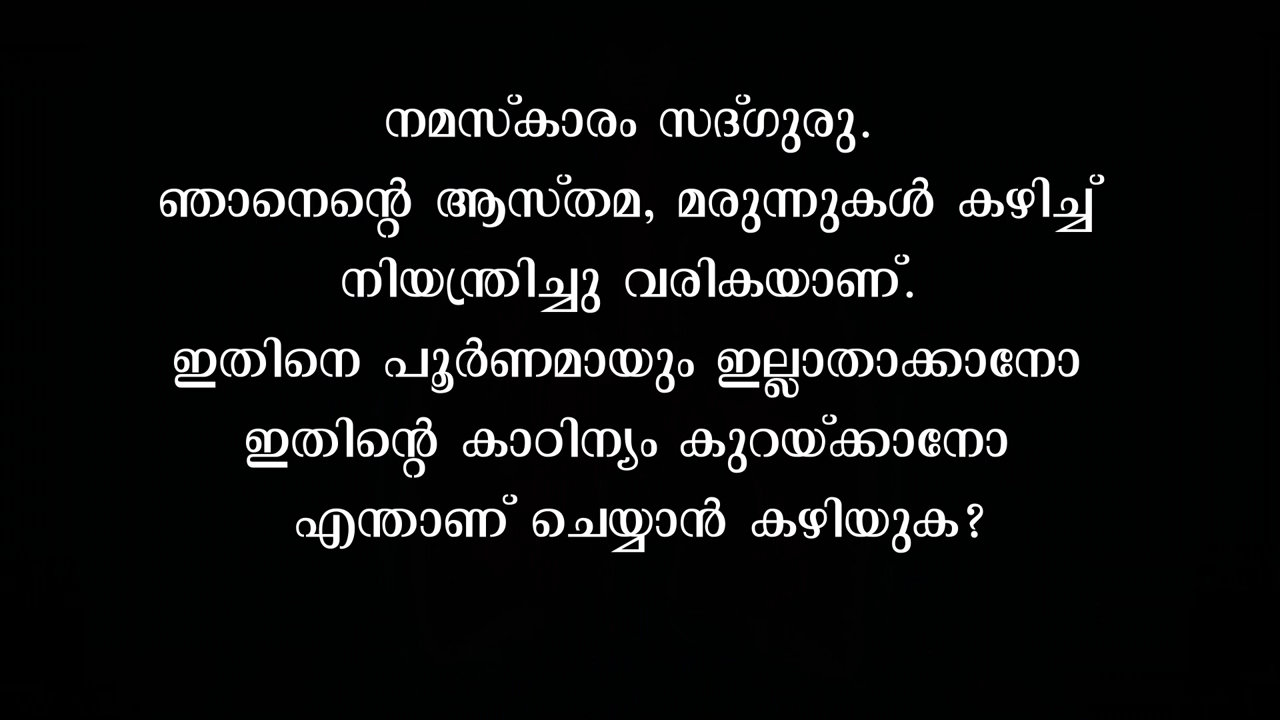 നമസ്കാരം സദ്ഗുരു.
ഞാനെന്റെ ആസ്തമ, മരുന്നുകൾ കഴിച്ച്
നിയന്ത്രിച്ചു വരികയാണ്.
ഇതിനെ പൂർണമായും ഇല്ലാതാക്കാനോ
ഇതിന്റെ കാഠിന്യം കുറയ്ക്കാനോ
എന്താണ് ചെയ്യാൻ കഴിയുക?